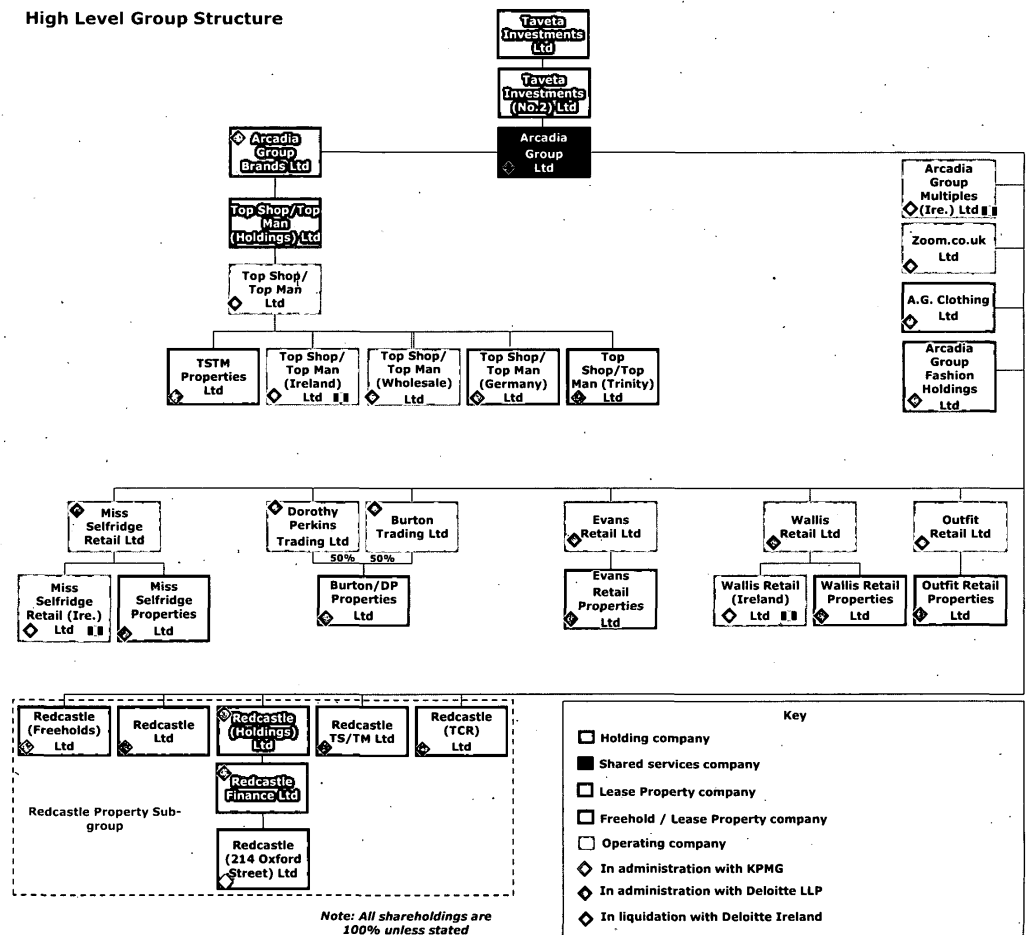 High Level Group Structure
Taveta
Investments
Ltd
Taveta
Investments
(No.2) Ltd
Arcadia
Group
Brands Ltd
Arcadia
Group
Ltd
Arcadia
Group
Multiples
(Ire.) Ltd
Top Shop/Top
Man
(Holdings) Ltd
Zoom.co.uk
Ltd
Top Shop/
Top Man
Ltd
A.G. Clothing
Ltd
TSTM
Properties
Ltd
Top Shop/
Top Man
(Ireland)
Ltd
Top Shop/
Top Man
(Wholesale)
Ltd
Top Shop/
Top Man
(Germany)
Ltd
Top
Shop/Top
Man (Trinity)
Ltd
Arcadia
Group
Fashion
Holdings
Ltd
Miss
Selfridge
Retail Ltd
Dorothy
Perkins
Trading Ltd
Burton
Trading Ltd
Evans
Retail Ltd
Wallis
Retail Ltd
Outfit
Retail Ltd
50% 50%
Miss
Selfridge
Retail (Ire.)
Ltd
Miss
Selfridge
Properties
Ltd
Burton/DP
Properties
Ltd
Evans
Retail
Properties
Ltd
Wallis Retail
(Ireland)
Ltd
Wallis Retail
Properties
Ltd
Outfit Retail
Properties
Ltd
Redcastle
(Freeholds)
Ltd
Redcastle
Ltd
Redcastle
(Holdings)
Ltd
Redcastle
TS/TM Ltd
Redcastle
(TCR)
Ltd
Redcastle
Finance Ltd
Redcastle Property Sub-
group
Redcastle
(214 Oxford
Street) Ltd
Note: All shareholdings are
100% unless stated
Key
Holding company
Shared services company
Lease Property company
Freehold / Lease Property company
Operating company
In administration with KPMG
In administration with Deloitte LLP
In liquidation with Deloitte Ireland